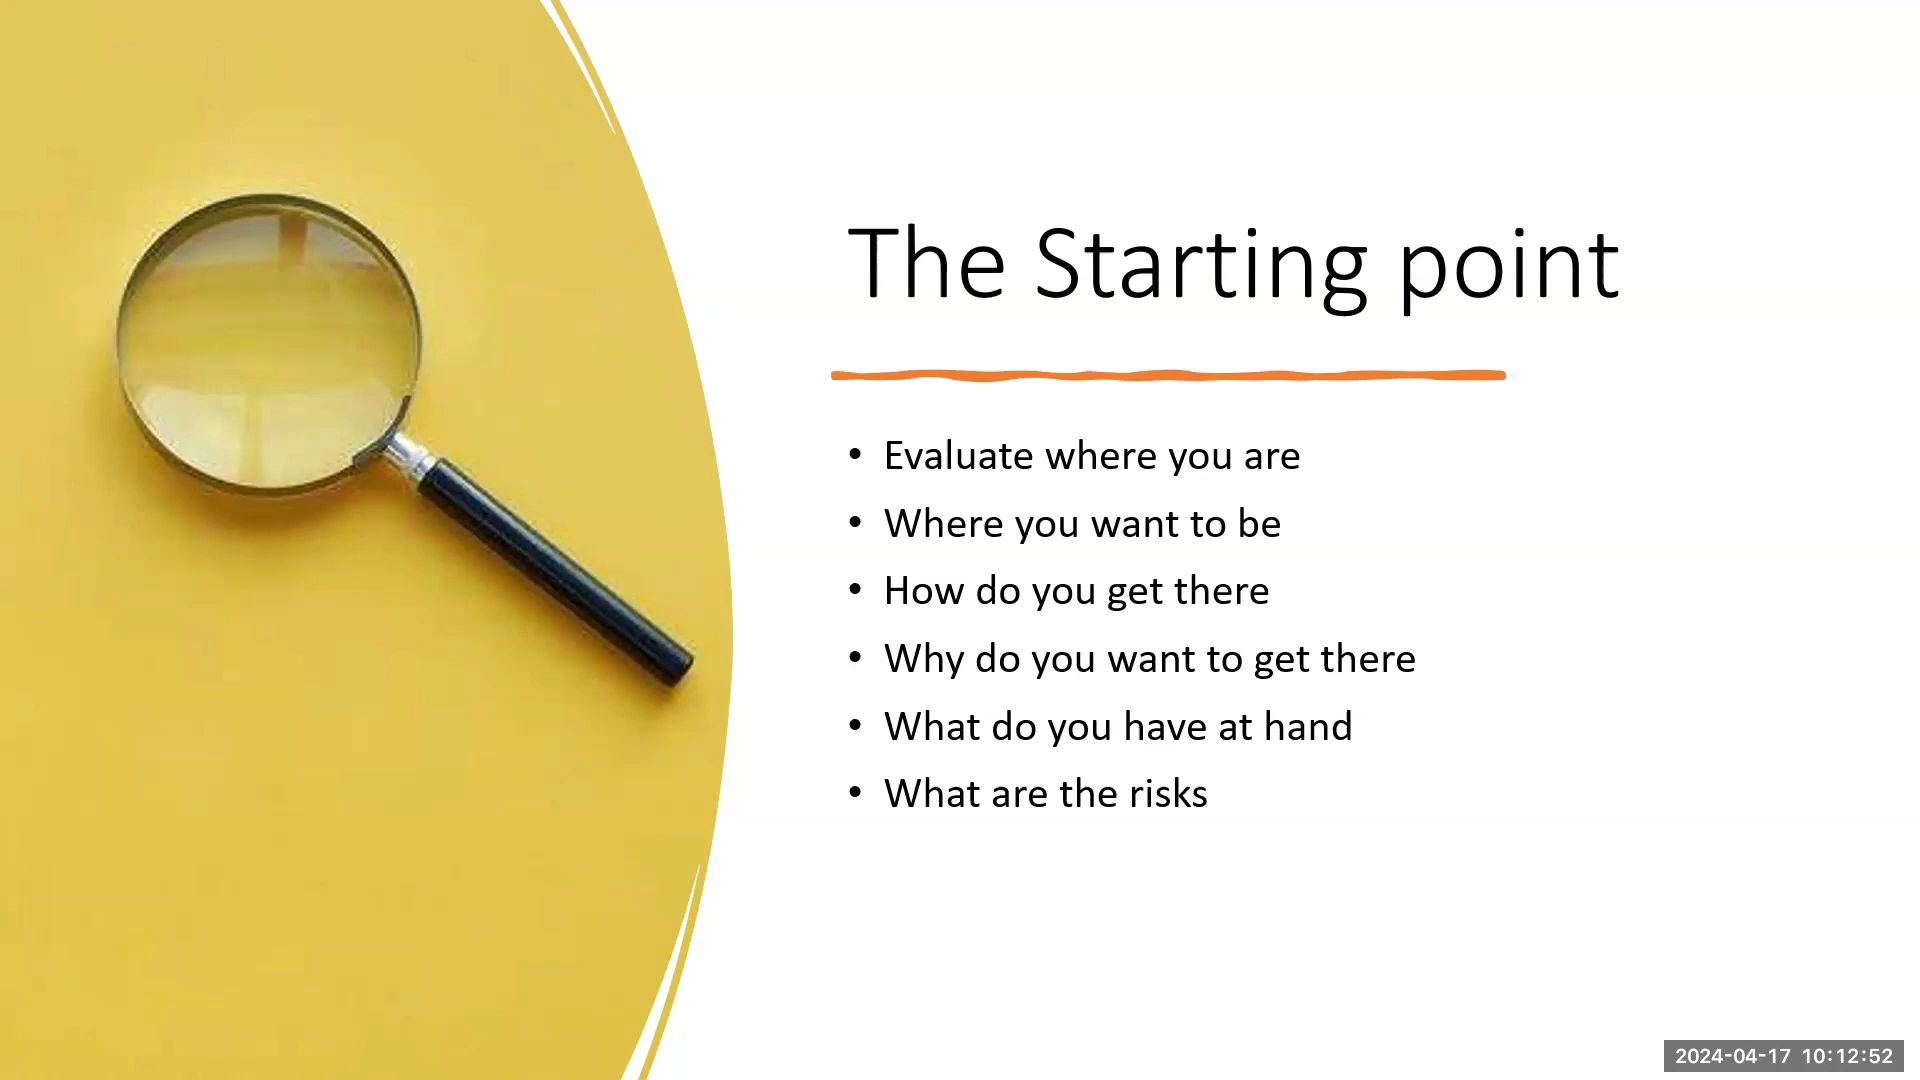 The Starting point
• Evaluate where you are
• Where you want to be
• How do you get there
• Why do you want to get there
• What do you have at hand
• What are the risks
2024-04-17 10:12:52